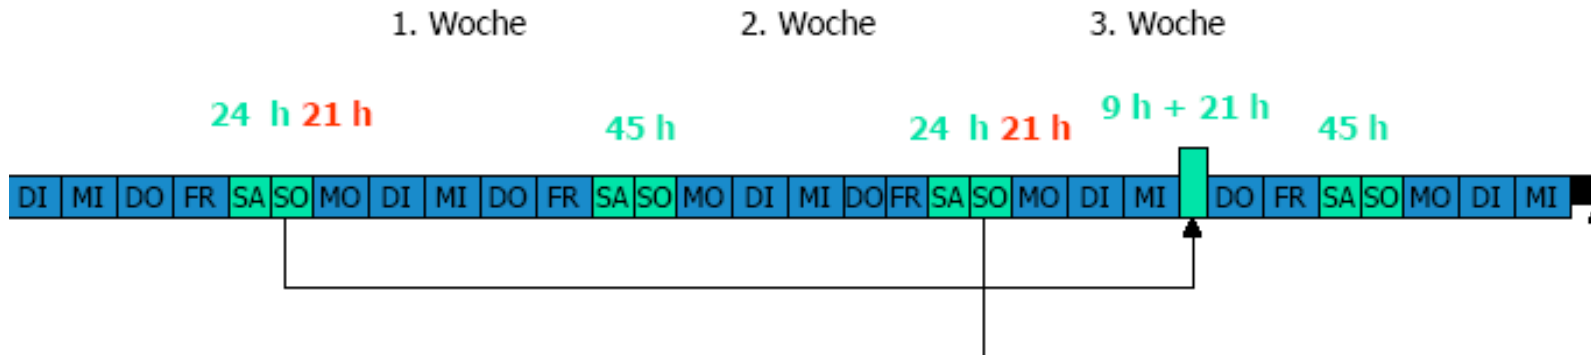 1. Woche 2. Woche 3. Woche
24 h 21 h 45 h 24 h 21 h 9 h + 21 h 45 h
DI MI DO FR SA SO MO DI MI DO FR SA SO MO DI MI DO FR SA SO MO DI MI DO FR SA SO MO DI MI